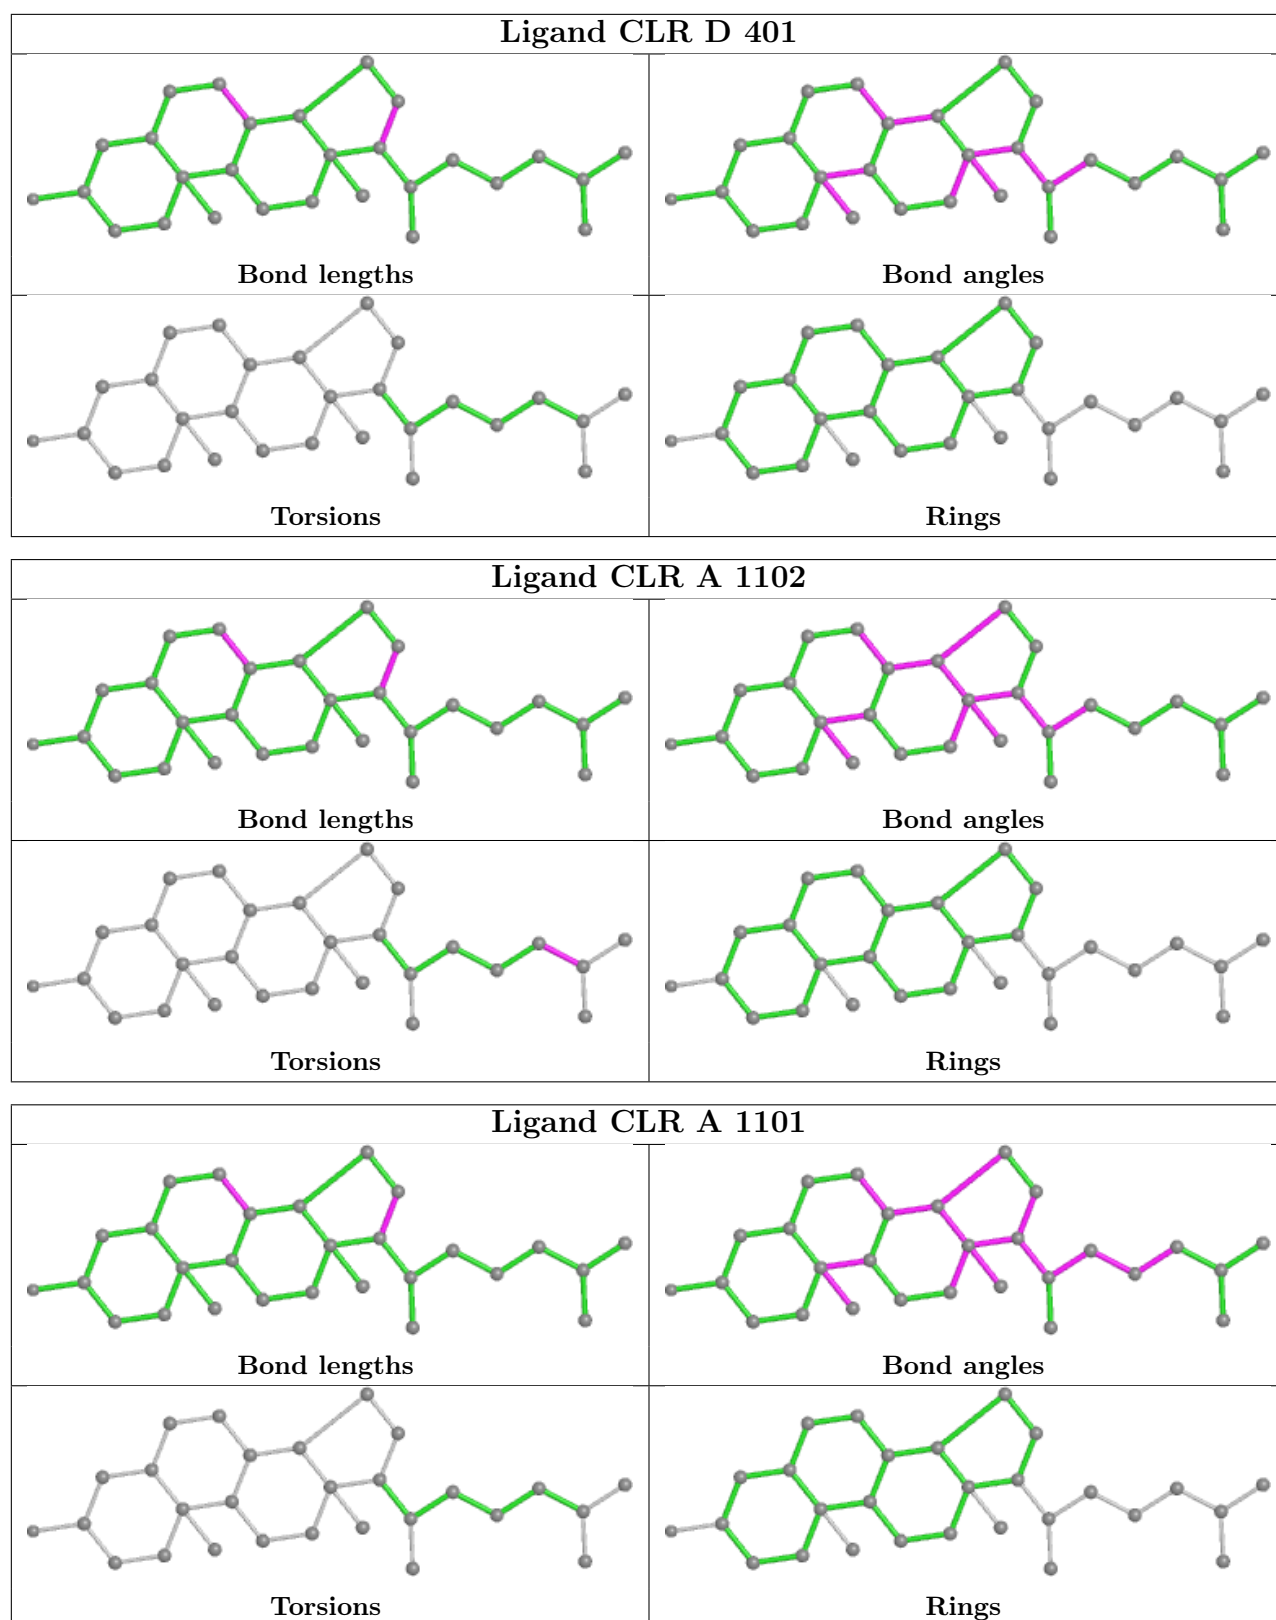 Ligand CLR D 401
Bond lengths
Bond angles
Torsions
Rings
Ligand CLR A 1102
Bond lengths
Bond angles
Torsions
Rings
Ligand CLR A 1101
Bond lengths
Bond angles
Torsions
Rings